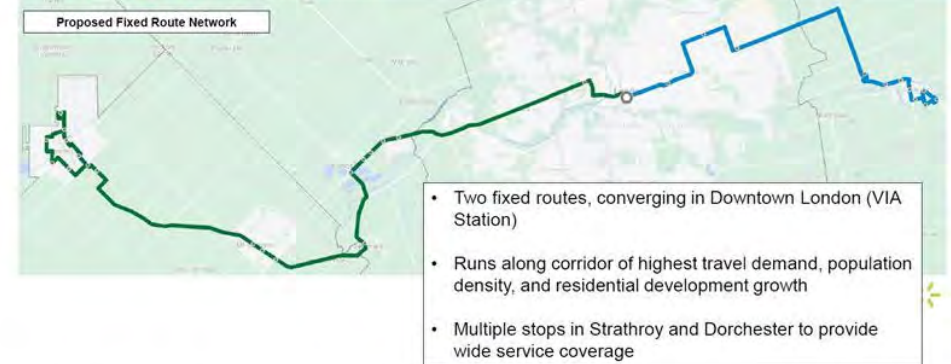 Proposed Fixed Route Network
• Two fixed routes, converging in Downtown London (VIA
Station)
• Runs along corridor of highest travel demand, population
density, and residential development growth
• Multiple stops in Strathroy and Dorchester to provide
wide service coverage